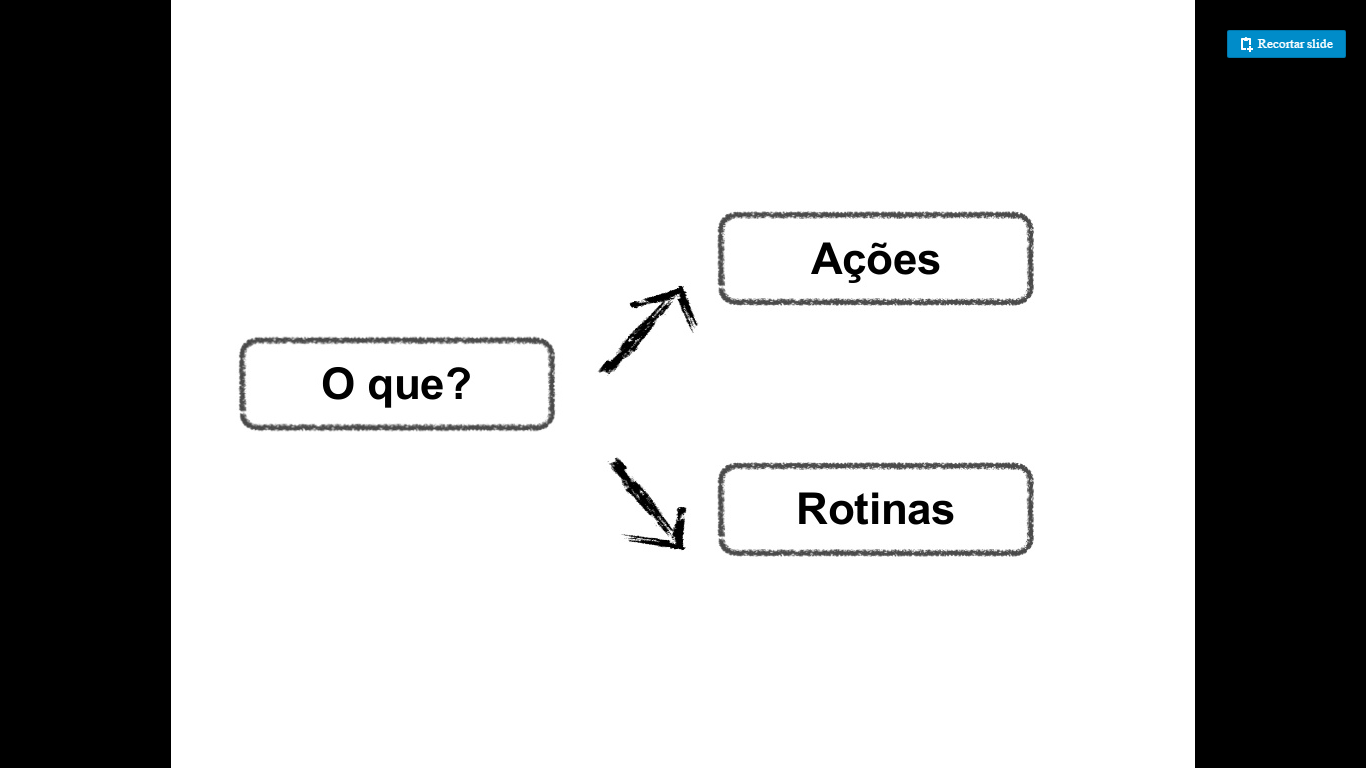 Recortar slide
Ações
O que?
Rotinas